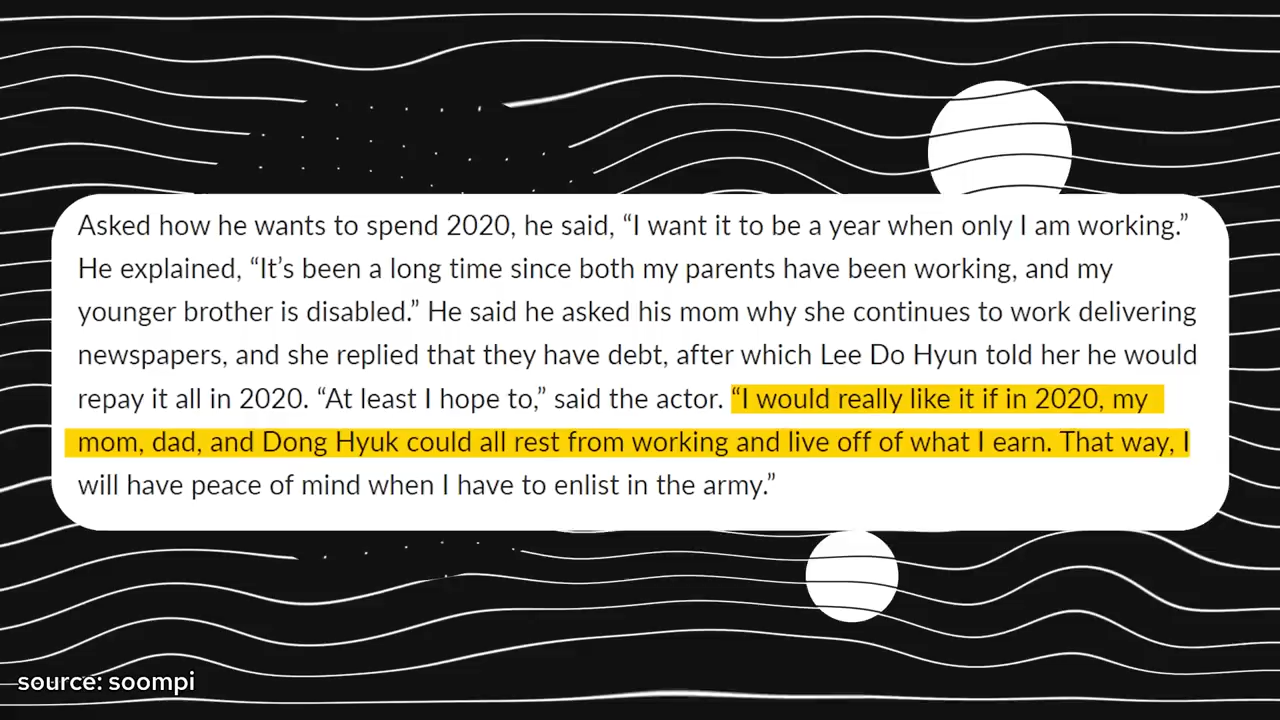 Asked how he wants to spend 2020, he said, “I want it to be a year when only I am working.”
He explained, “It’s been a long time since both my parents have been working, and my
younger brother is disabled.” He said he asked his mom why she continues to work delivering
newspapers, and she replied that they have debt, after which Lee Do Hyun told her he would
repay it all in 2020. “At least I hope to,” said the actor. “I would really like it if in 2020, my
mom, dad, and Dong Hyuk could all rest from working and live off of what I earn. That way, I
will have peace of mind when I have to enlist in the army.”
source: soompi